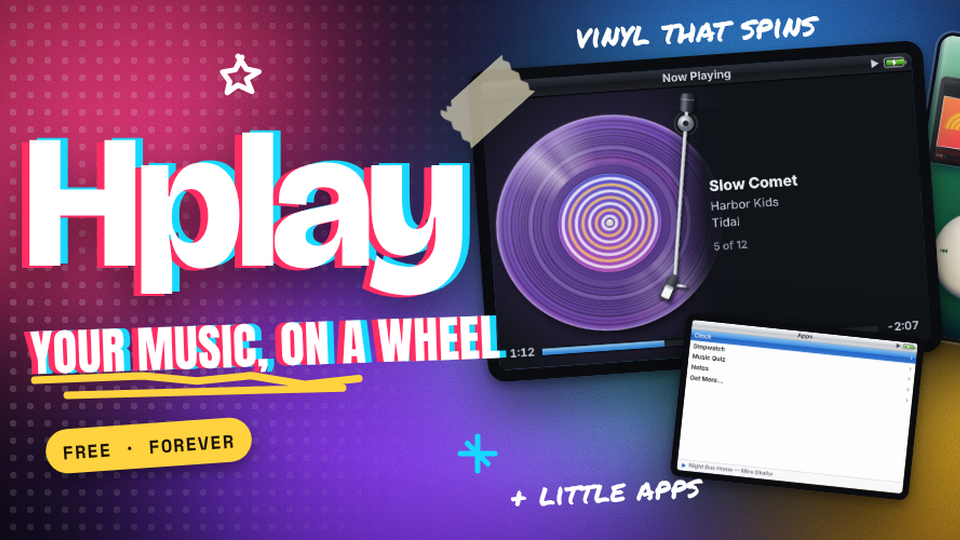 VINYL THAT SPINS
Now Playing
Hplay
Slow Comet
Harbor Kids
Tidal
5 of 12
YOUR MUSIC, ON A WHEEL
1:12
-2:07
Apps
Clock
Stopwatch
Music Quiz
Notes
Get More...
Night Bus Home — Mira Okafor
FREE · FOREVER
+ LITTLE APPS